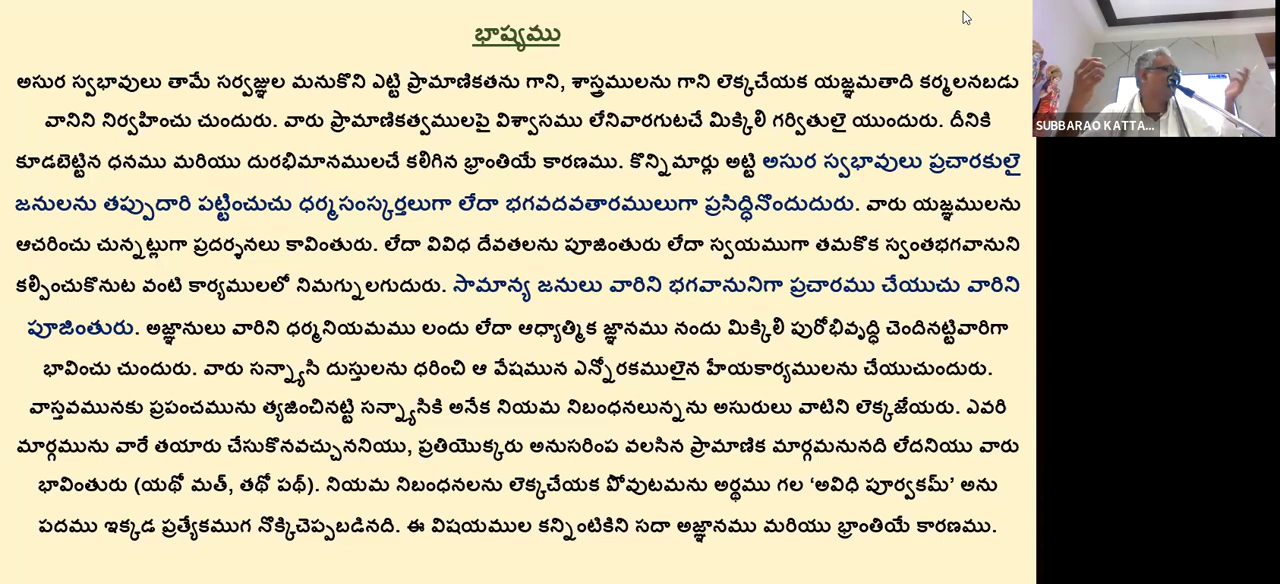 భాష్యము
అసుర స్వభావులు తామే సర్వజ్ఞుల మనుకొని ఎట్టి ప్రామాణికతను గాని, శాస్త్రములను గాని లెక్కచేయక యజ్ఞమతాది కర్మలనబడు
వానిని నిర్వహించు చుందురు. వారు ప్రామాణికత్వములపై విశ్వాసము లేనివారగుటచే మిక్కిలి గర్వితులై యుందురు. దీనికి
కూడబెట్టిన ధనము మరియు దురభిమానములచే కలిగిన భ్రాంతియే కారణము. కొన్నిమార్లు అట్టి అసుర స్వభావులు ప్రచారకులై
జనులను తప్పుదారి పట్టించుచు ధర్మసంస్కర్తలుగా లేదా భగవదవతారములుగా ప్రసిద్ధినొందుదురు. వారు యజ్ఞములను
ఆచరించు చున్నట్లుగా ప్రదర్శనలు కావింతురు. లేదా వివిధ దేవతలను పూజింతురు లేదా స్వయముగా తమకొక స్వంతభగవానుని
కల్పించుకొనుట వంటి కార్యములలో నిమగ్నులగుదురు. సామాన్య జనులు వారిని భగవానునిగా ప్రచారము చేయుచు వారిని
పూజింతురు. అజ్ఞానులు వారిని ధర్మనియమము లందు లేదా ఆధ్యాత్మిక జ్ఞానము నందు మిక్కిలి పురోభివృద్ధి చెందినట్టివారిగా
భావించు చుందురు. వారు సన్న్యాసి దుస్తులను ధరించి ఆ వేషమున ఎన్నోరకములైన హేయకార్యములను చేయుచుందురు.
వాస్తవమునకు ప్రపంచమును త్యజించినట్టి సన్న్యాసికి అనేక నియమ నిబంధనలున్నను అసురులు వాటిని లెక్కజేయరు. ఎవరి
మార్గమును వారే తయారు చేసుకొనవచ్చుననియు, ప్రతియొక్కరు అనుసరింప వలసిన ప్రామాణిక మార్గమనునది లేదనియు వారు
భావింతురు (యథో మత్, తథో పథ్). నియమ నిబంధనలను లెక్కచేయక పోవుటమను అర్థము గల ‘అవిధి పూర్వకమ్’ అను
పదము ఇక్కడ ప్రత్యేకముగ నొక్కిచెప్పబడినది. ఈ విషయముల కన్నింటికిని సదా అజ్ఞానము మరియు భ్రాంతియే కారణము.
SUBBARAO KATTA...